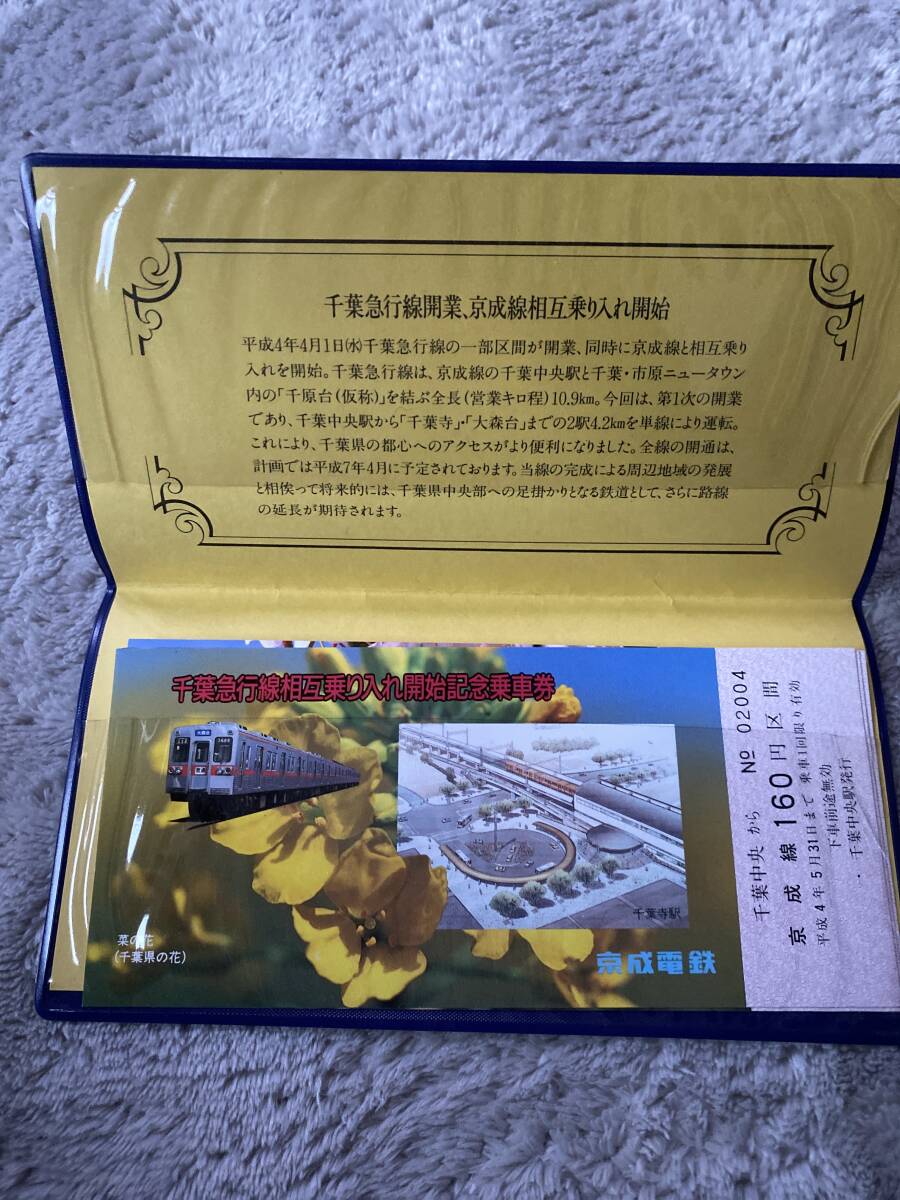 千葉急行線開業、京成線相互乗り入れ開始
平成4年4月1日㈬千葉急行線の一部区間が開業、同時に京成線と相互乗り
入れを開始。千葉急行線は、京成線の千葉中央駅と千葉・市原ニュータウン
内の「千原台(仮称)」を結ぶ全長(営業キロ程)10.9km。今回は、第1次の開業
であり、千葉中央駅から「千葉寺」・「大森台」までの2駅4.2kmを単線により運転。
これにより、千葉県の都心へのアクセスがより便利になりました。全線の開通は、
計画では平成7年4月に予定されております。当線の完成による周辺地域の発展
と相俟って将来的には、千葉県中央部への足掛かりとなる鉄道として、さらに路線
の延長が期待されます。
千葉急行線相互乗り入れ開始記念乗車券
千葉寺駅
菜の花
(千葉県の花)
京成電鉄
千葉中央から № 02004
京成線160円区間
平成4年5月31日まで 乗車1回限り有効
下車前途無効
千葉中央駅発行